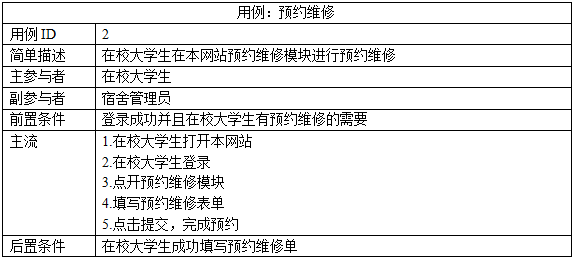 用例：预约维修
用例 ID 2
简单描述 在校大学生在本网站预约维修模块进行预约维修
主参与者 在校大学生
副参与者 宿舍管理员
前置条件 登录成功并且在校大学生有预约维修的需要
主流 1.在校大学生打开本网站
2.在校大学生登录
3.点开预约维修模块
4.填写预约维修表单
5.点击提交，完成预约
后置条件 在校大学生成功填写预约维修单